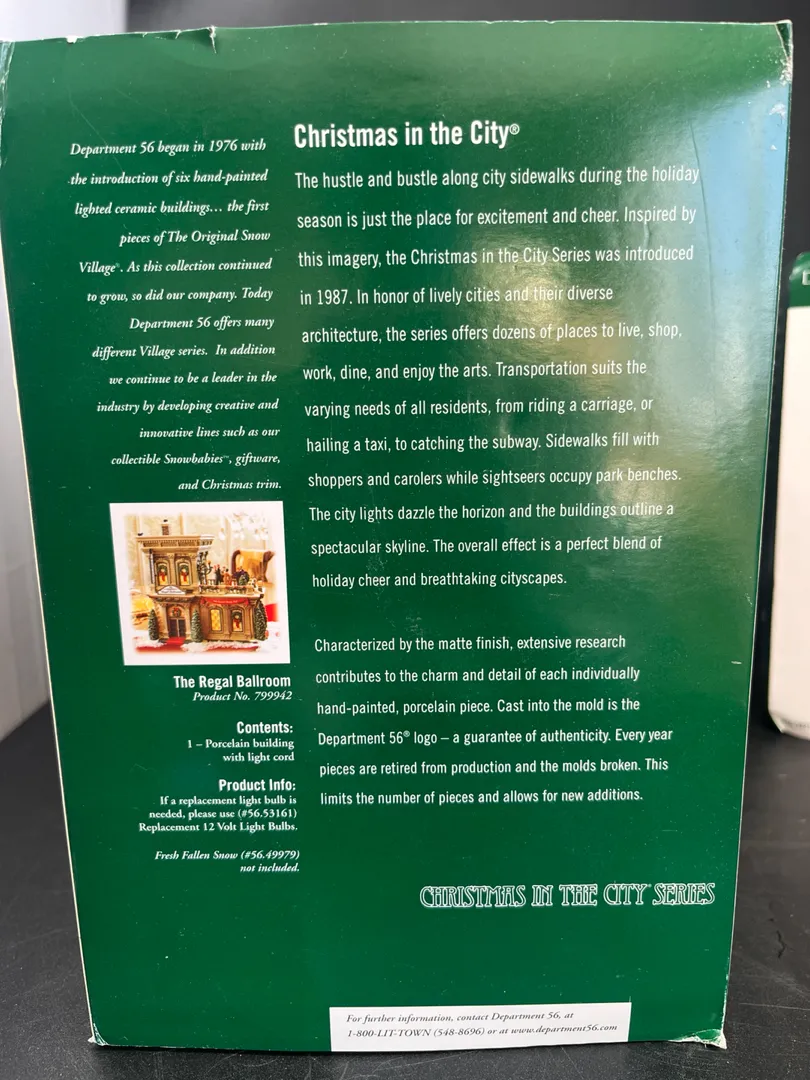 Department 56 began in 1976 with
the introduction of six hand-painted
lighted ceramic buildings... the first
pieces of The Original Snow
Village®. As this collection continued
to grow, so did our company. Today
Department 56 offers many
different Village series. In addition
we continue to be a leader in the
industry by developing creative and
innovative lines such as our
collectible Snowbabies™, giftware,
and Christmas trim.
The Regal Ballroom
Product No. 799942
Contents:
1 – Porcelain building
with light cord
Product Info:
If a replacement light bulb is
needed, please use (#56.53161)
Replacement 12 Volt Light Bulbs.
Fresh Fallen Snow (#56.49979)
not included.
Christmas in the City®
The hustle and bustle along city sidewalks during the holiday
season is just the place for excitement and cheer. Inspired by
this imagery, the Christmas in the City Series was introduced
in 1987. In honor of lively cities and their diverse
architecture, the series offers dozens of places to live, shop,
work, dine, and enjoy the arts. Transportation suits the
varying needs of all residents, from riding a carriage, or
hailing a taxi, to catching the subway. Sidewalks fill with
shoppers and carolers while sightseers occupy park benches.
The city lights dazzle the horizon and the buildings outline a
spectacular skyline. The overall effect is a perfect blend of
holiday cheer and breathtaking cityscapes.
Characterized by the matte finish, extensive research
contributes to the charm and detail of each individually
hand-painted, porcelain piece. Cast into the mold is the
Department 56® logo – a guarantee of authenticity. Every year
pieces are retired from production and the molds broken. This
limits the number of pieces and allows for new additions.
CHRISTMAS IN THE CITY SERIES
For further information, contact Department 56, at
1-800-LIT-TOWN (548-8696) or at www.department56.com